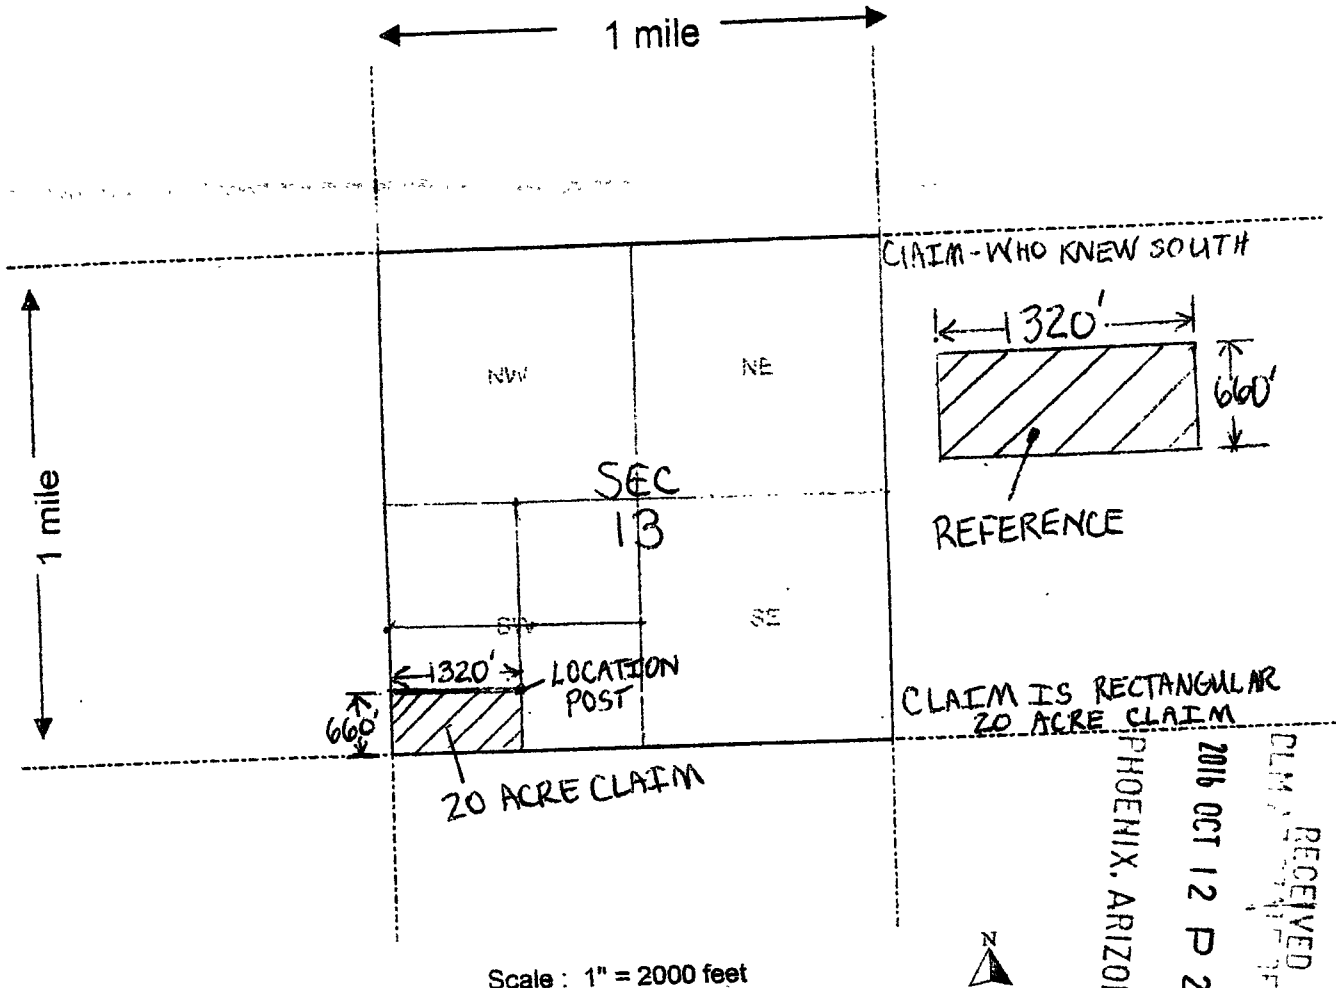 1 mile
CLAIM-WHO KNEW SOUTH
1320'
660'
REFERENCE
NW
NE
SEC
13
1 mile
SE
1320'
LOCATION
POST
660'
20 ACRE CLAIM
CLAIM IS RECTANGULAR
20 ACRE CLAIM
RECEIVED
2016 OCT 12 P 2
PHOENIX, ARIZO
N
Scale : 1" = 2000 feet